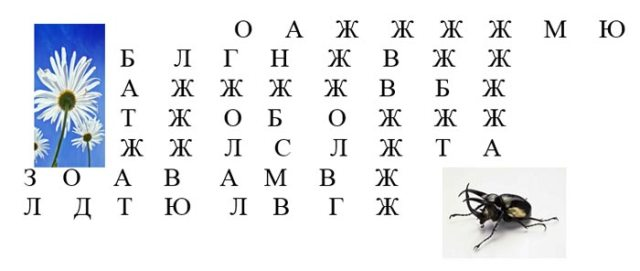 О А Ж Ж Ж Ж М Ю
Б Л Г Н Ж В Ж Ж
А Ж Ж Ж Ж В Б Ж
Т Ж О Б О Ж Ж Ж
Ж Ж Л С Л Ж Т А
З О А В А М В Ж
Л Д Т Ю Л В Г Ж